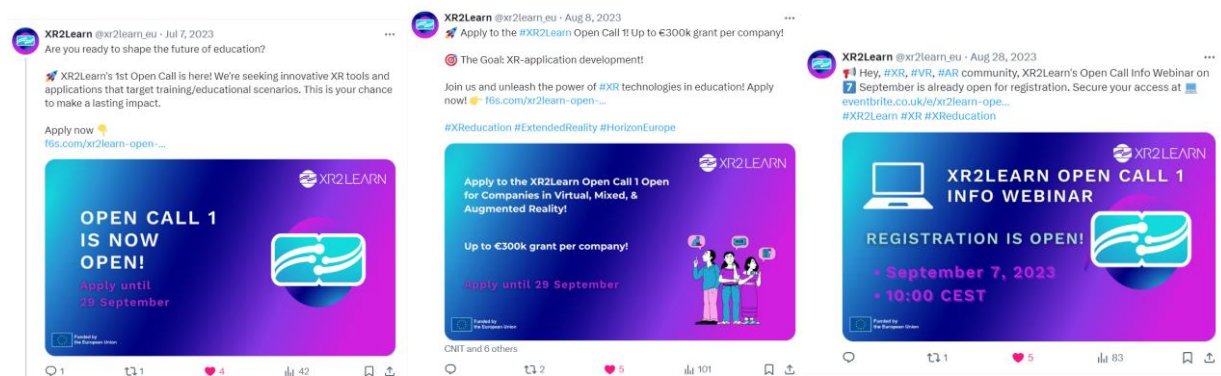 XR2Learn @xr2learn_eu · Jul 7, 2023
Are you ready to shape the future of education?
🚀 XR2Learn's 1st Open Call is here! We're seeking innovative XR tools and
applications that target training/educational scenarios. This is your chance
to make a lasting impact.
Apply now 👇
f6s.com/xr2learn-open-...
XR2LEARN
OPEN CALL 1
IS NOW
OPEN!
Apply until
29 September
Funded by
the European Union
1
1
4
42
XR2Learn @xr2learn_eu · Aug 8, 2023
🚀 Apply to the #XR2Learn Open Call 1! Up to €300k grant per company!
🎯 The Goal: XR-application development!
Join us and unleash the power of #XR technologies in education! Apply
now! 👉 f6s.com/xr2learn-open-...
#XReducation #ExtendedReality #HorizonEurope
XR2LEARN
Apply to the XR2Learn Open Call 1 Open
for Companies in Virtual, Mixed, &
Augmented Reality!
Up to €300k grant per company!
Apply until 29 September
Funded by
the European Union
CNIT and 6 others
2
5
101
XR2Learn @xr2learn_eu · Aug 28, 2023
📢 Hey, #XR, #VR, #AR community, XR2Learn's Open Call Info Webinar on
7️⃣ September is already open for registration. Secure your access at 💻
eventbrite.co.uk/e/xr2learn-ope...
#XR2Learn #XR #XReducation
XR2LEARN
XR2LEARN OPEN CALL 1
INFO WEBINAR
REGISTRATION IS OPEN!
• September 7, 2023
• 10:00 CEST
Funded by
the European Union
1
5
83